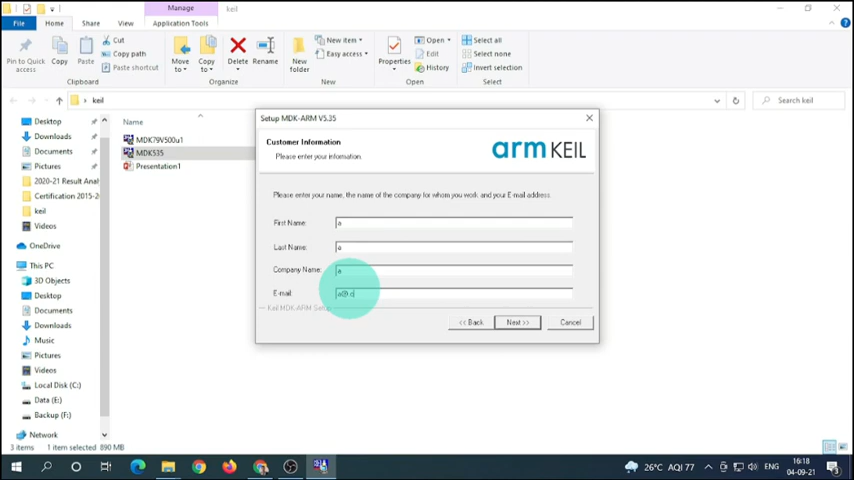 Manage
keil
File
Home
Share
View
Application Tools
Pin to Quick
access
Copy
Paste
Cut
Copy path
Paste shortcut
Clipboard
Move
to
Copy
to
Delete
Rename
Organize
New
folder
New item
Easy access
New
Properties
Open
Edit
History
Open
Select all
Select none
Invert selection
Select
keil
Search keil
Desktop
Downloads
Documents
Pictures
2020-21 Result Anal
Certification 2015-2
keil
Videos
OneDrive
This PC
3D Objects
Desktop
Documents
Downloads
Music
Pictures
Videos
Local Disk (C:)
Data (E:)
Backup (F:)
Network
Name
MDK79V500u1
MDK535
Presentation1
Setup MDK-ARM V5.35
Customer Information
Please enter your information.
arm KEIL
Please enter your name, the name of the company for whom you work and your E-mail address.
First Name:
a
Last Name:
a
Company Name:
a
E-mail:
a@.c
Keil MDK-ARM Setup
<< Back
Next >>
Cancel
3 items
1 item selected 890 MB
26°C AQI 77
ENG
16:18
04-09-21
3